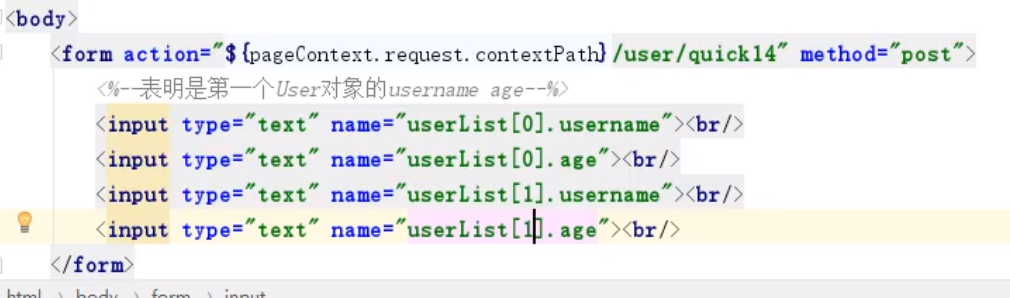 <body>
<form action="${pageContext.request.contextPath}/user/quick14" method="post">
<%--表明是第一个User对象的username age--%>
<input type="text" name="userList[0].username"><br/>
<input type="text" name="userList[0].age"><br/>
<input type="text" name="userList[1].username"><br/>
<input type="text" name="userList[1].age"><br/>
</form>
html > body > form > input